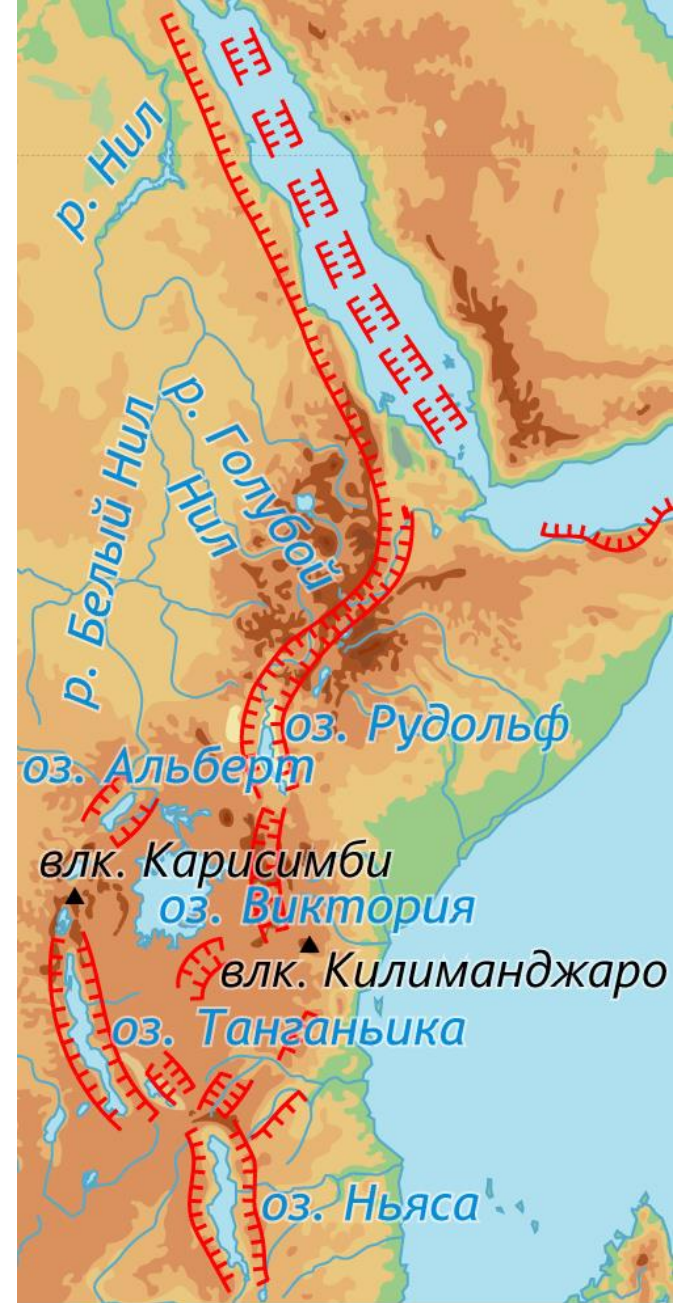 р. Нил
р. Голубой
Нил
р. Белый Нил
оз. Рудольф
оз. Альберт
влк. Карисимби
оз. Виктория
влк. Килиманджаро
оз. Танганьика
оз. Ньяса